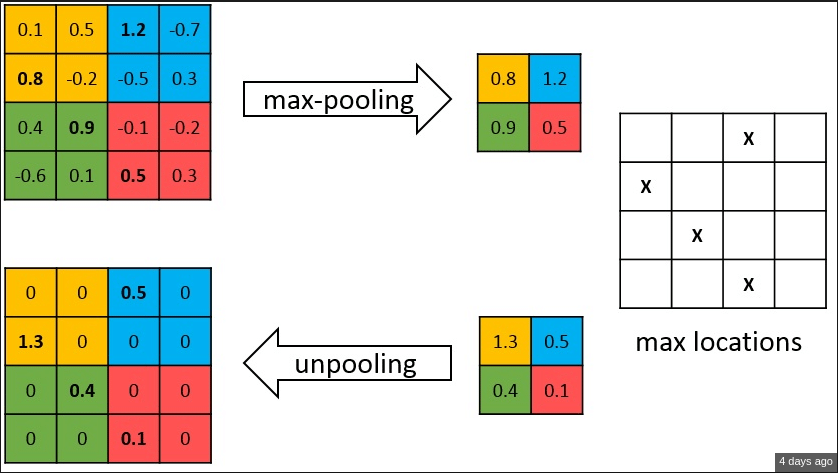 0.1 0.5 1.2 -0.7
0.8 -0.2 -0.5 0.3
0.4 0.9 -0.1 -0.2
-0.6 0.1 0.5 0.3
max-pooling
0.8 1.2
0.9 0.5
X
X
X
X
max locations
0 0 0.5 0
1.3 0 0 0
0 0.4 0 0
0 0 0.1 0
unpooling
1.3 0.5
0.4 0.1
4 days ago